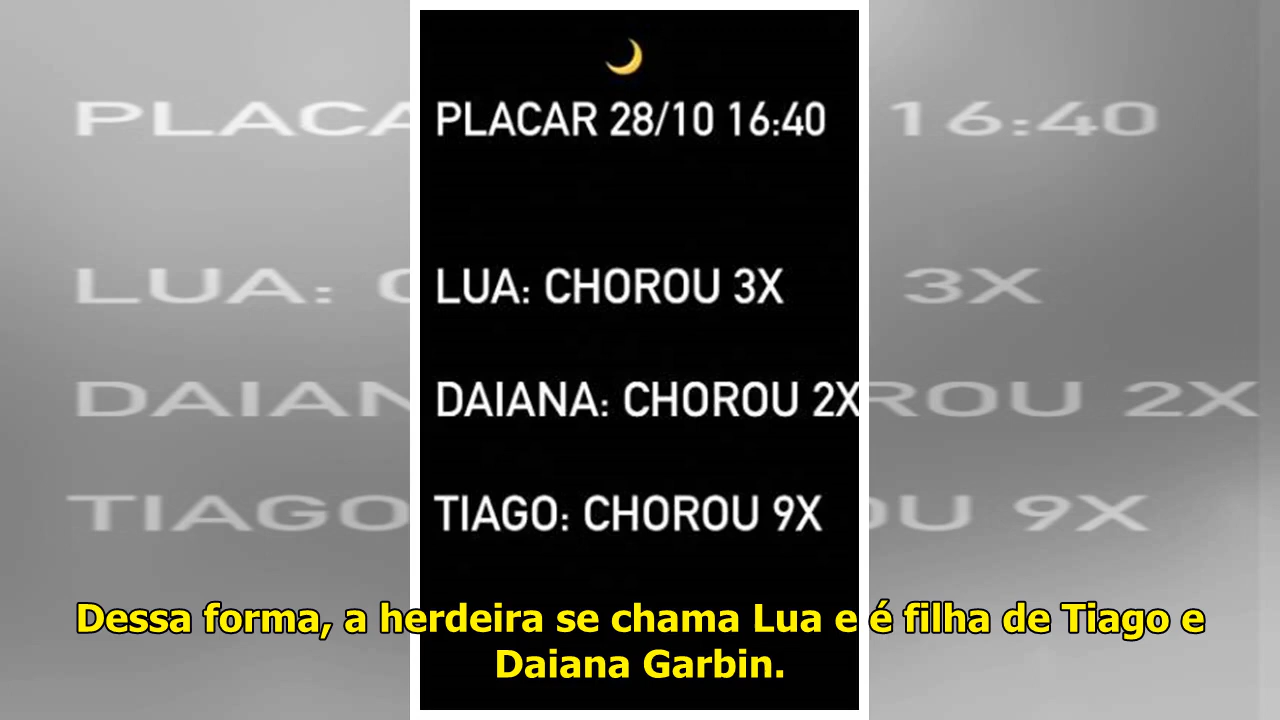 🌙
PLACAR 28/10 16:40
LUA: CHOROU 3X
DAIANA: CHOROU 2X
TIAGO: CHOROU 9X
Dessa forma, a herdeira se chama Lua e é filha de Tiago e
Daiana Garbin.